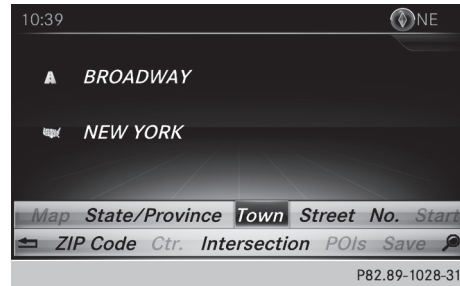 10:39 NE
A BROADWAY
NEW YORK
Map State/Province Town Street No. Start
ZIP Code Ctr. Intersection POIs Save
P82.89-1028-31